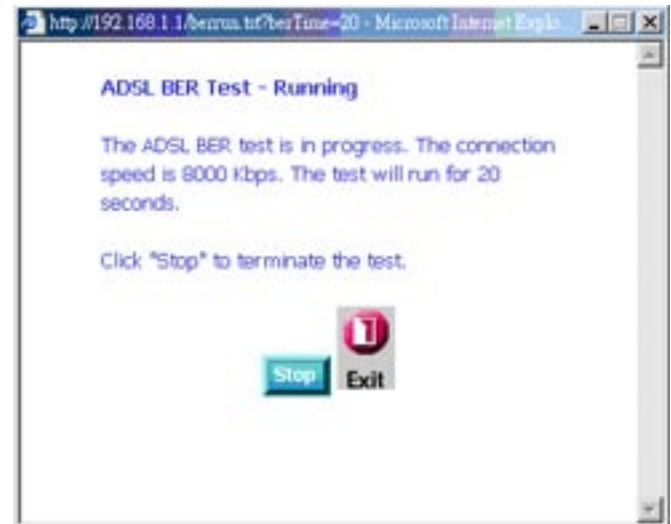 http://192.168.1.1/berrun.tst?berTime=20 - Microsoft Internet Explo...
ADSL BER Test - Running
The ADSL BER test is in progress. The connection
speed is 8000 Kbps. The test will run for 20
seconds.
Click "Stop" to terminate the test.
Stop
Exit